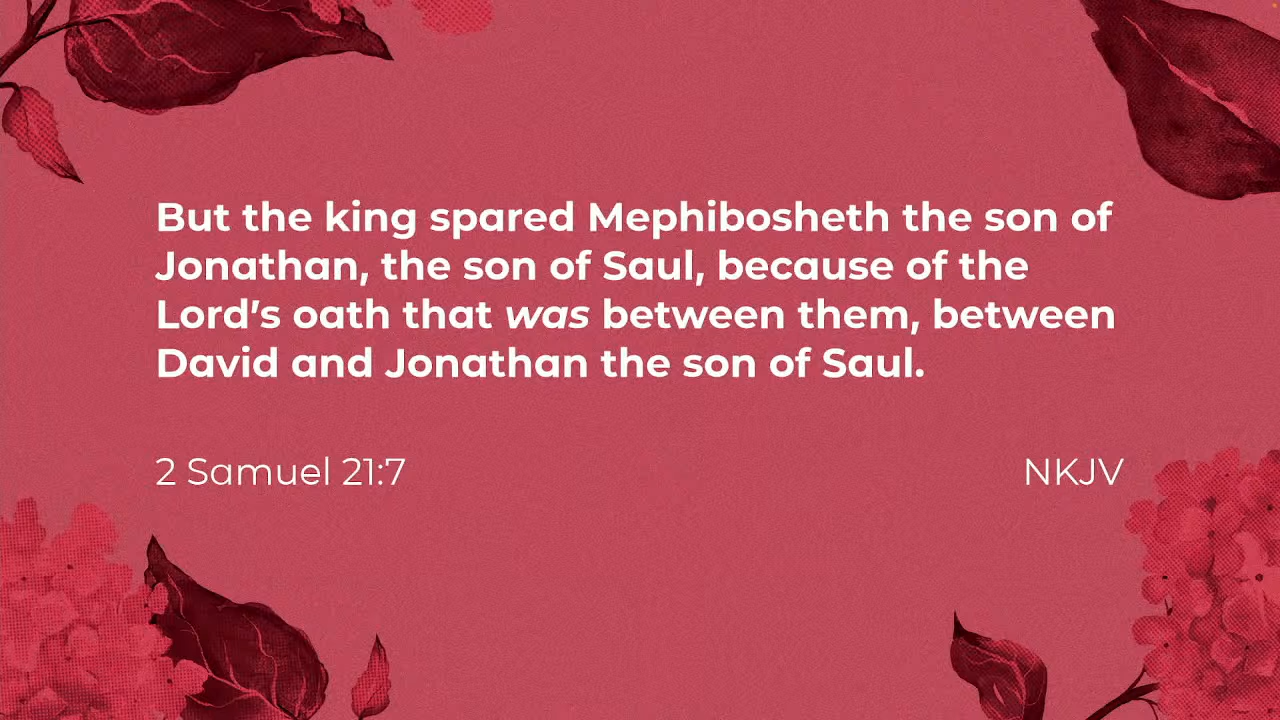 But the king spared Mephibosheth the son of
Jonathan, the son of Saul, because of the
Lord’s oath that was between them, between
David and Jonathan the son of Saul.
2 Samuel 21:7
NKJV